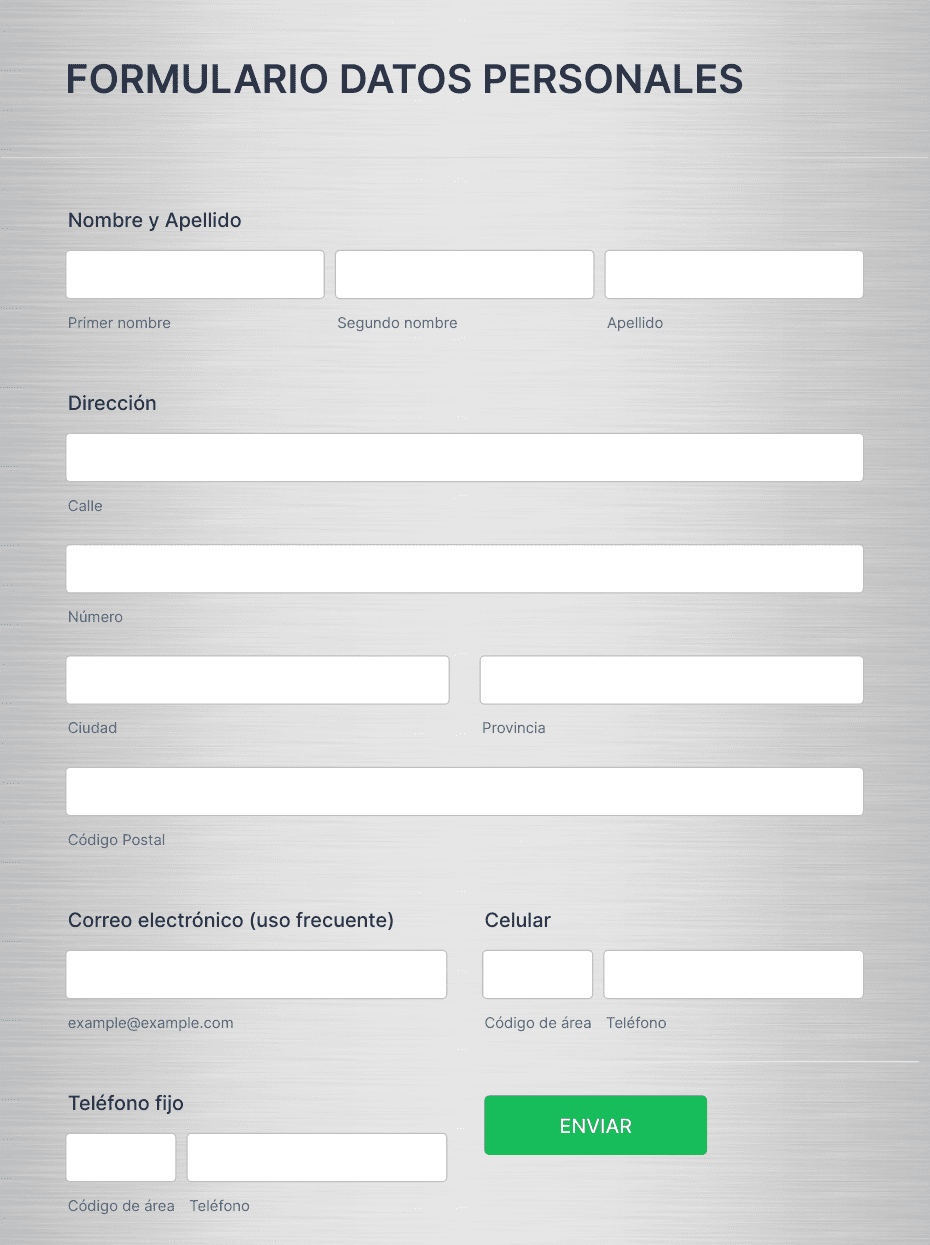 FORMULARIO DATOS PERSONALES
Nombre y Apellido
Primer nombre Segundo nombre Apellido
Dirección
Calle
Número
Ciudad Provincia
Código Postal
Correo electrónico (uso frecuente) Celular
example@example.com Código de área Teléfono
Teléfono fijo
ENVIAR
Código de área Teléfono